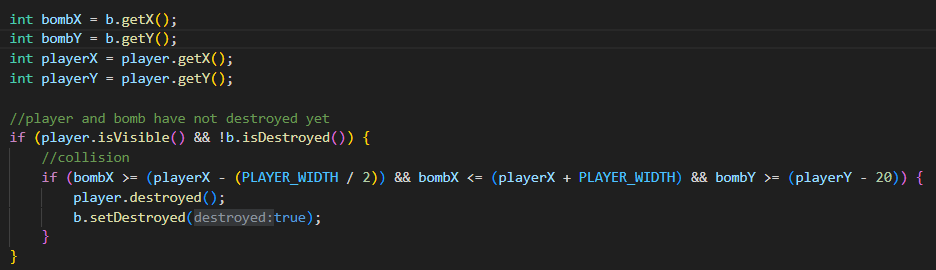 int bombX = b.getX();
int bombY = b.getY();
int playerX = player.getX();
int playerY = player.getY();

//player and bomb have not destroyed yet
if (player.isVisible() && !b.isDestroyed()) {
    //collision
    if (bombX >= (playerX - (PLAYER_WIDTH / 2)) && bombX <= (playerX + PLAYER_WIDTH) && bombY >= (playerY - 20)) {
        player.destroyed();
        b.setDestroyed(destroyed:true);
    }
}